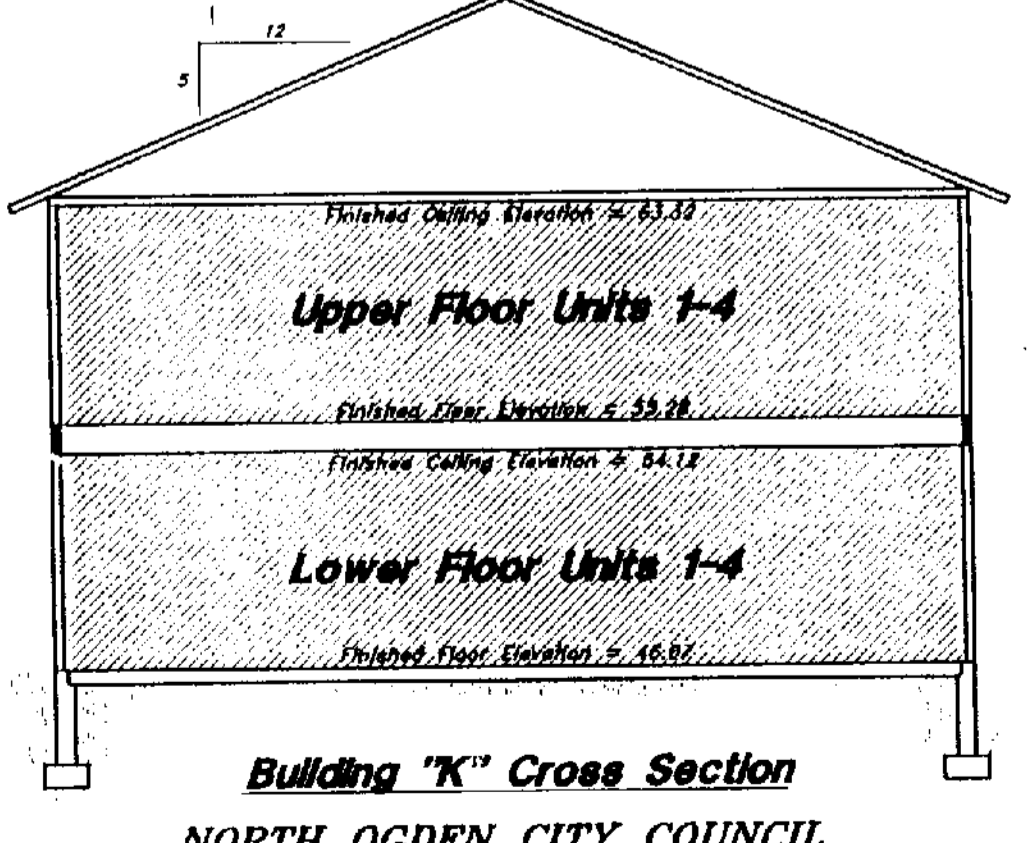 12
5
Finished Ceiling Elevation = 63.32
Upper Floor Units 1-4
Finished Floor Elevation = 55.28
Finished Ceiling Elevation = 54.12
Lower Floor Units 1-4
Finished Floor Elevation = 46.07
Building "K" Cross Section
NORTH OGDEN CITY COUNCIL